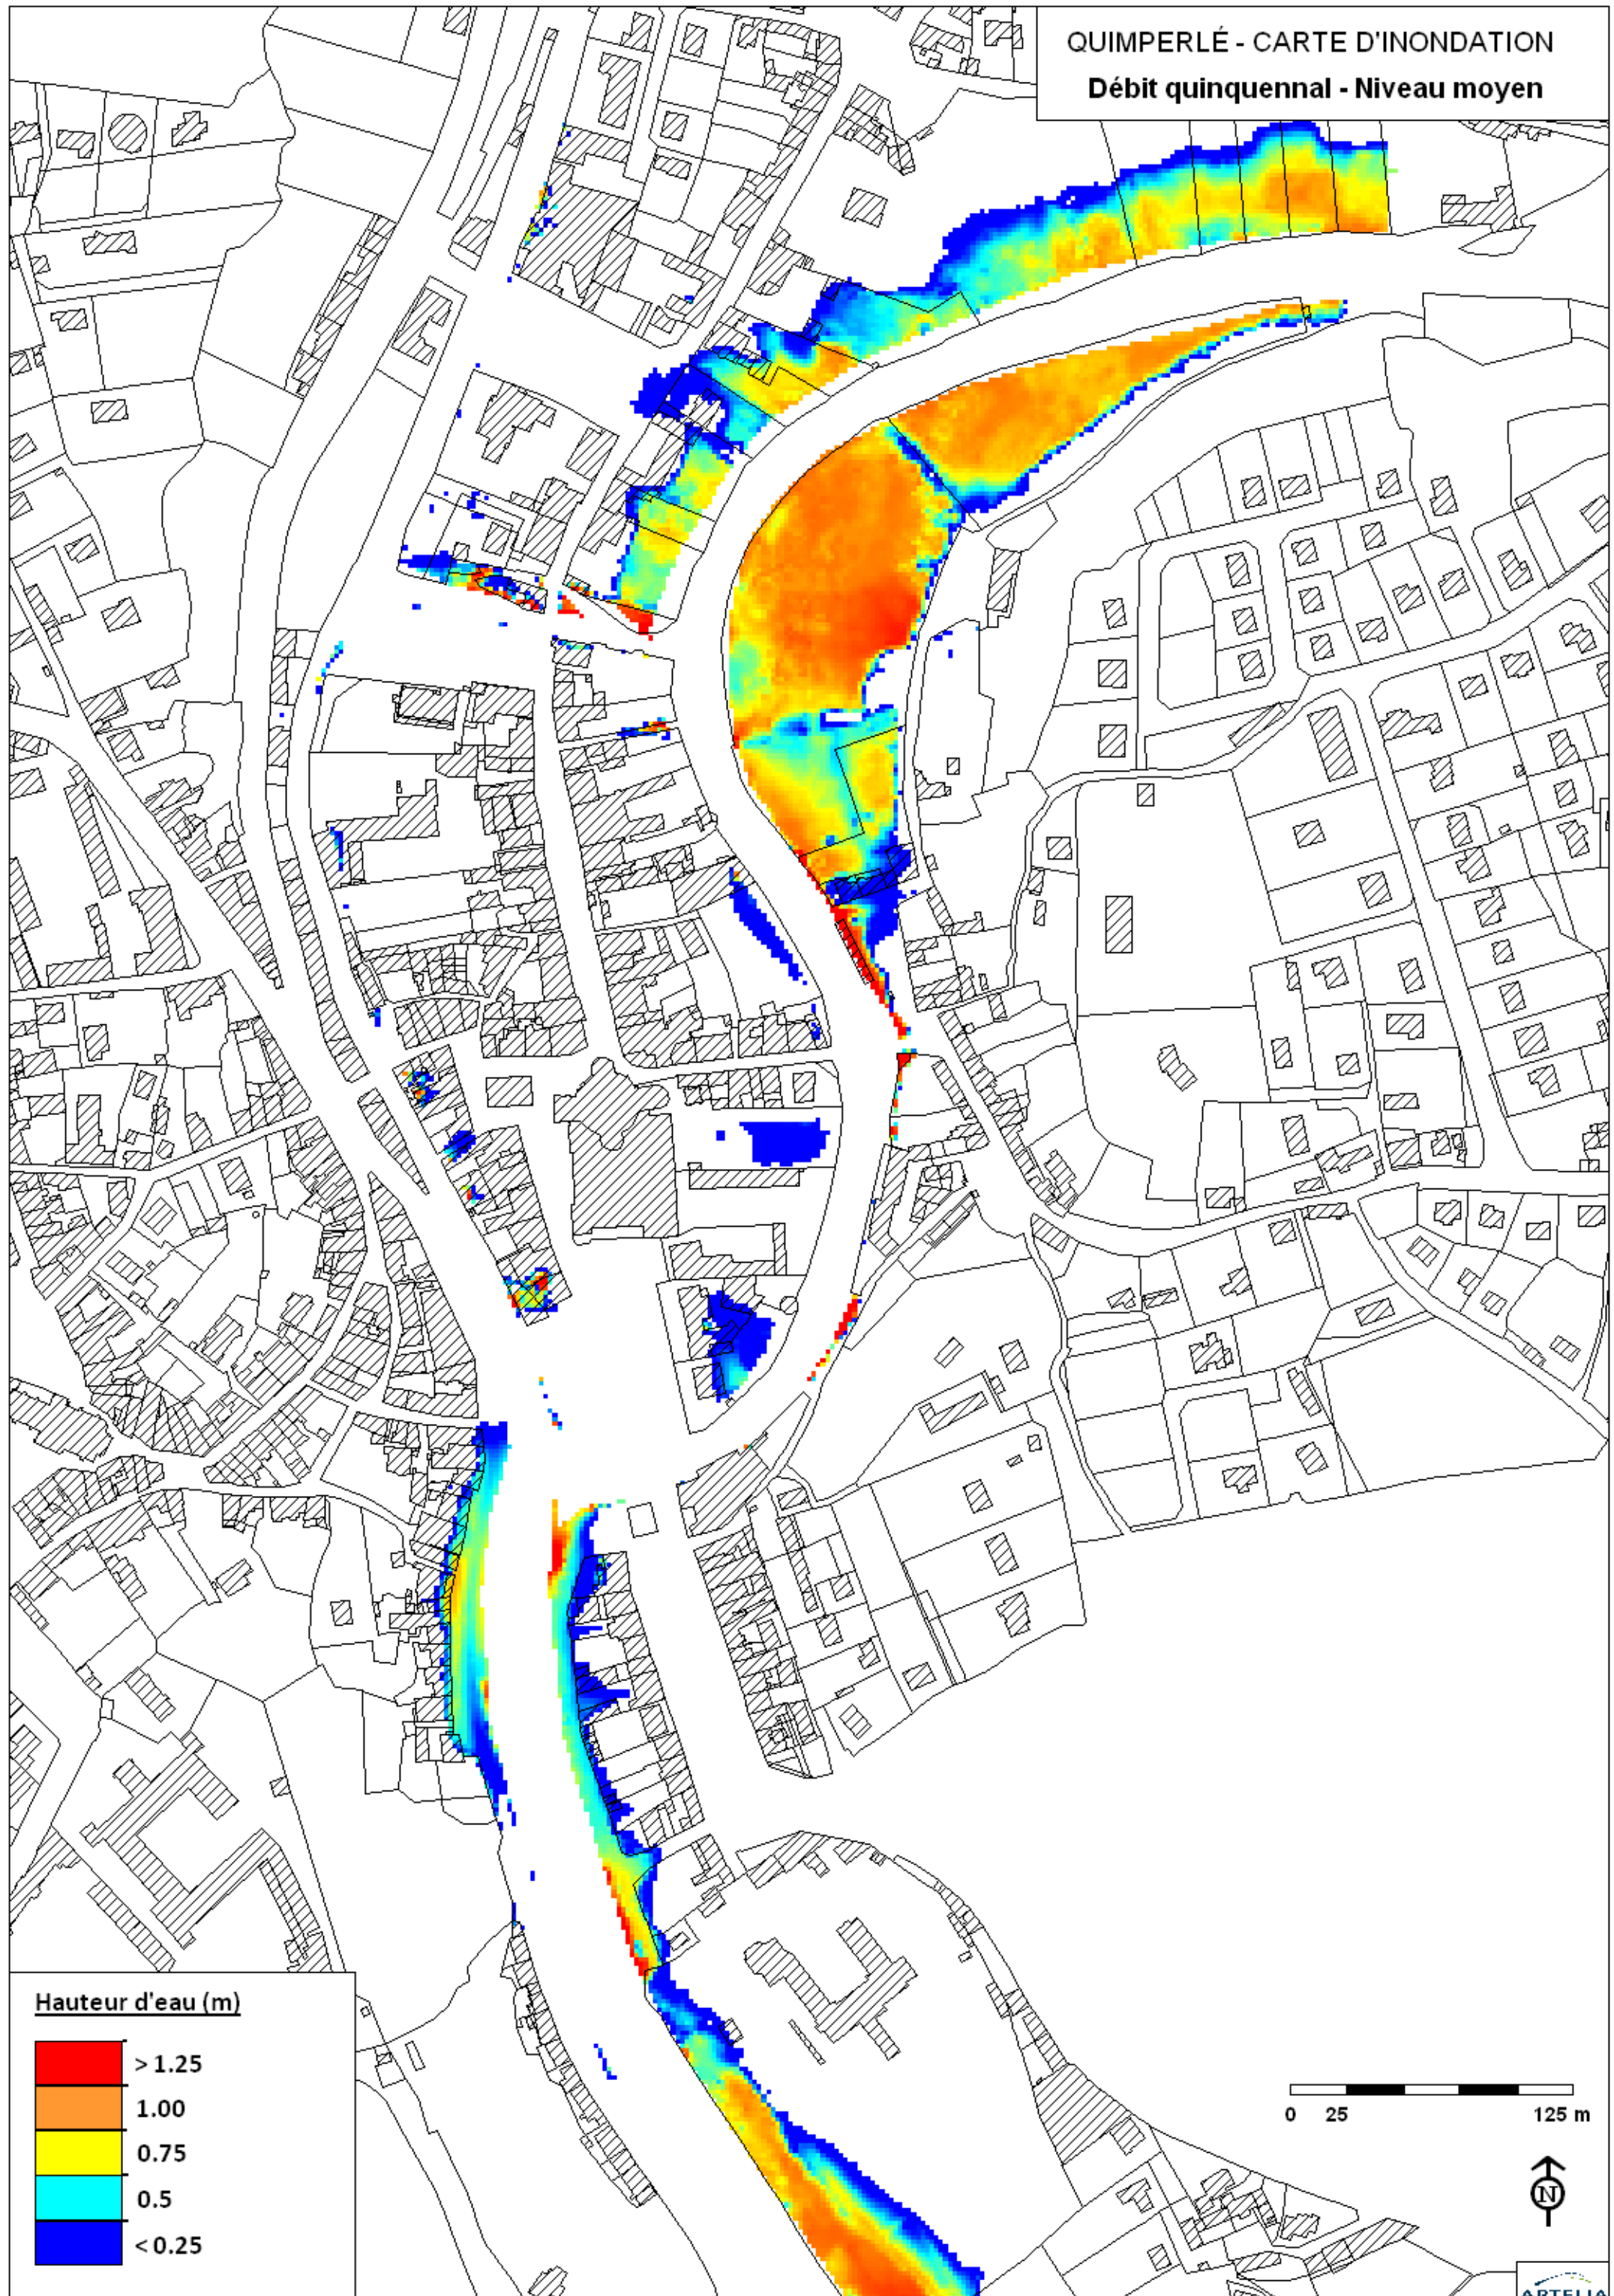 QUIMPERLÉ - CARTE D'INONDATION
Débit quinquennal - Niveau moyen
Hauteur d'eau (m)
> 1.25
1.00
0.75
0.5
< 0.25
0 25 125 m
N
ARTELIA